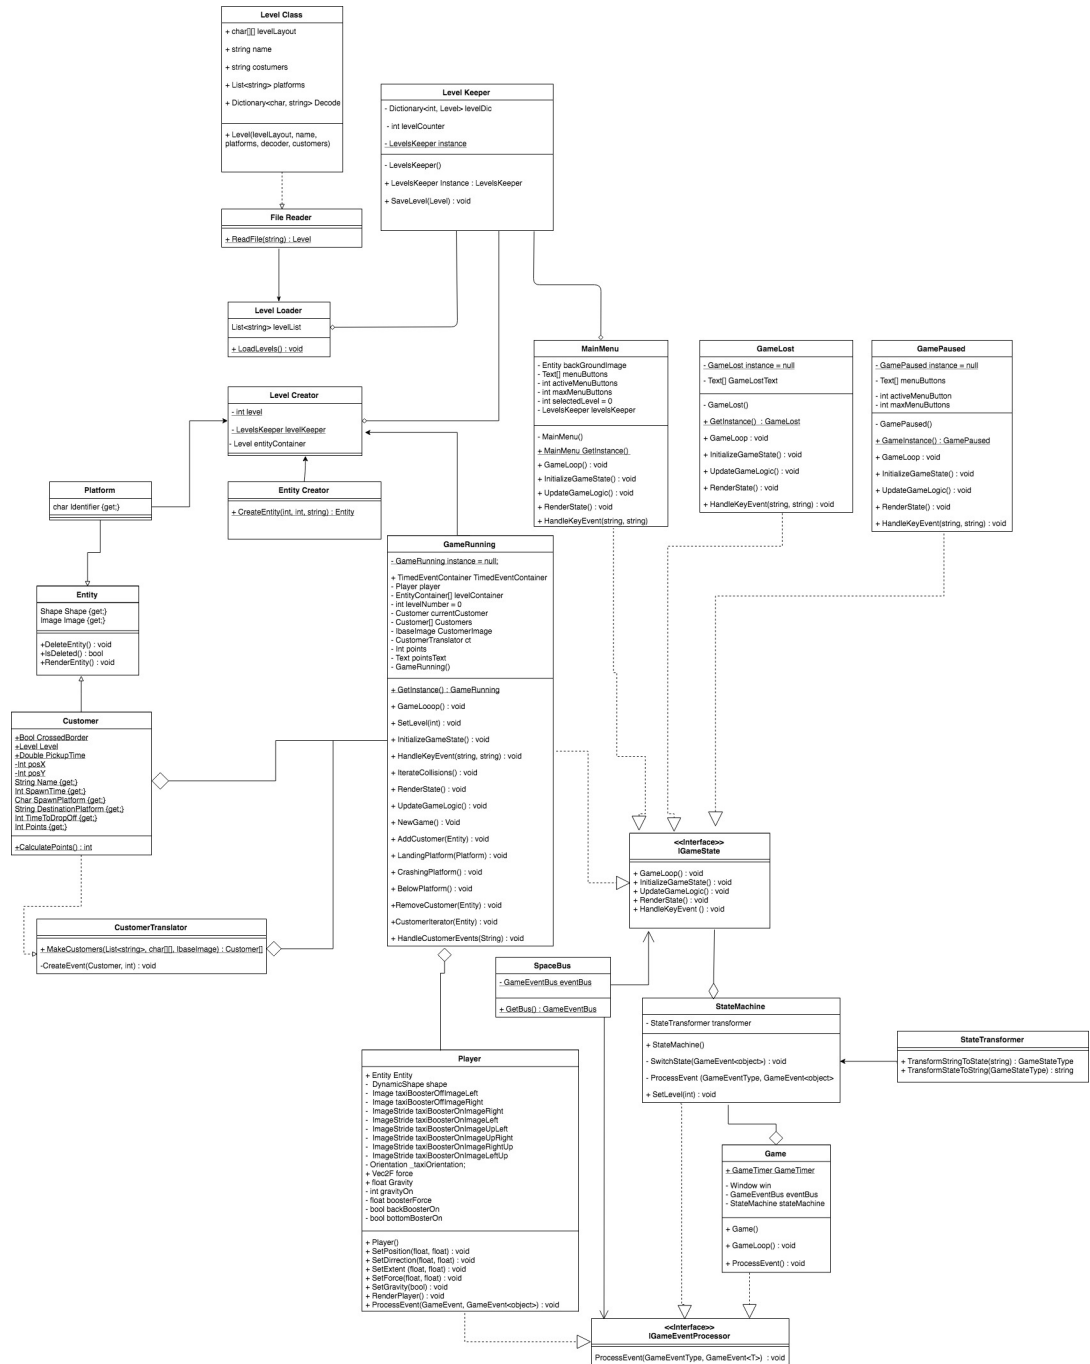 Level Class
+ char[][] levelLayout
+ string name
+ string costumers
+ List<string> platforms
+ Dictionary<char, string> Decode
+ Level(levelLayout, name,
platforms, decoder, customers)
Level Keeper
- Dictionary<int, Level> levelDic
- int levelCounter
- LevelsKeeper instance
- LevelsKeeper()
+ LevelsKeeper Instance : LevelsKeeper
+ SaveLevel(Level) : void
File Reader
+ ReadFile(string) : Level
Level Loader
List<string> levelList
+ LoadLevels() : void
MainMenu
- Entity backGroundImage
- Text[] menuButtons
- int activeMenuButtons
- int maxMenuButtons
- int selectedLevel = 0
- LevelsKeeper levelsKeeper
- MainMenu()
+ MainMenu GetInstance()
+ GameLoop() : void
+ InitializeGameState() : void
+ UpdateGameLogic() : void
+ RenderState() : void
+ HandleKeyEvent(string, string)
GameLost
- GameLost instance = null
- Text[] GameLostText
- GameLost()
+ GetInstance() : GameLost
+ GameLoop : void
+ InitializeGameState() : void
+ UpdateGameLogic() : void
+ RenderState() : void
+ HandleKeyEvent(string, string) : void
GamePaused
- GamePaused instance = null
- Text[] menuButtons
- int activeMenuButton
- int maxMenuButtons
- GamePaused()
+ GameInstance() : GamePaused
+ GameLoop : void
+ InitializeGameState() : void
+ UpdateGameLogic() : void
+ RenderState() : void
+ HandleKeyEvent(string, string) : void
Level Creator
- int level
- LevelsKeeper levelKeeper
- Level entityContainer
Entity Creator
+ CreateEntity(int, int, string) : Entity
Platform
char Identifier {get;}
Entity
Shape Shape {get;}
Image Image {get;}
+DeleteEntity() : void
+IsDeleted() : bool
+RenderEntity() : void
GameRunning
- GameRunning instance = null;
+ TimedEventContainer TimedEventContainer
- Player player
- EntityContainer[] levelContainer
- int levelNumber = 0
- Customer currentCustomer
- Customer[] Customers
- IbaseImage CustomerImage
- CustomerTranslator ct
- Int points
- Text pointsText
- GameRunning()
+ GetInstance() : GameRunning
+ GameLooop() : void
+ SetLevel(int) : void
+ InitializeGameState() : void
+ HandleKeyEvent(string, string) : void
+ IterateCollisions() : void
+ RenderState() : void
+ UpdateGameLogic() : void
+ NewGame() : Void
+ AddCustomer(Entity) : Void
+ LandingPlatform(Platform) : void
+ CrashingPlatform() : void
+ BelowPlatform() : void
+RemoveCustomer(Entity) : void
+CustomerIterator(Entity) : void
+ HandleCustomerEvents(String) : void
Customer
+Bool CrossedBorder
+Level Level
+Double PickupTime
-Int posX
-Int posY
String Name {get;}
Int SpawnTime {get;}
Char SpawnPlatform {get;}
String DestinationPlatform {get;}
Int TimeToDropOff {get;}
Int Points {get;}
+CalculatePoints() : int
CustomerTranslator
+ MakeCustomers(List<string>, char[][], IbaseImage) : Customer[]
-CreateEvent(Customer, int) : void
<<Interface>>
IGameState
+ GameLoop() : void
+ InitializeGameState() : void
+ UpdateGameLogic() : void
+ RenderState() : void
+ HandleKeyEvent () : void
SpaceBus
- GameEventBus eventBus
+ GetBus() : GameEventBus
StateMachine
- StateTransformer transformer
+ StateMachine()
- SwitchState(GameEvent<object>) : void
- ProcessEvent (GameEventType, GameEvent<object>
+ SetLevel(int) : void
StateTransformer
+ TransformStringToState(string) : GameStateType
+ TransformStateToString(GameStateType) : string
Player
+ Entity Entity
- DynamicShape shape
- Image taxiBoosterOffImageLeft
- Image taxiBoosterOffImageRight
- ImageStride taxiBoosterOnImageRight
- ImageStride taxiBoosterOnImageLeft
- ImageStride taxiBoosterOnImageUpLeft
- ImageStride taxiBoosterOnImageUpRight
- ImageStride taxiBoosterOnImageRightUp
- ImageStride taxiBoosterOnImageLeftUp
- Orientation _taxiOrientation;
+ Vec2F force
+ float Gravity
- int gravityOn
- float boosterForce
- bool backBoosterOn
- bool bottomBosterOn
+ Player()
+ SetPosition(float, float) : void
+ SetDirrection(float, float) : void
+ SetExtent (float, float) : void
+ SetForce(float, float) : void
+ SetGravity(bool) : void
+ RenderPlayer() : void
+ ProcessEvent(GameEvent, GameEvent<object>) : void
Game
+ GameTimer GameTimer
- Window win
- GameEventBus eventBus
- StateMachine stateMachine
+ Game()
+ GameLoop() : void
+ ProcessEvent() : void
<<Interface>>
IGameEventProcessor
ProcessEvent(GameEventType, GameEvent<T>) : void